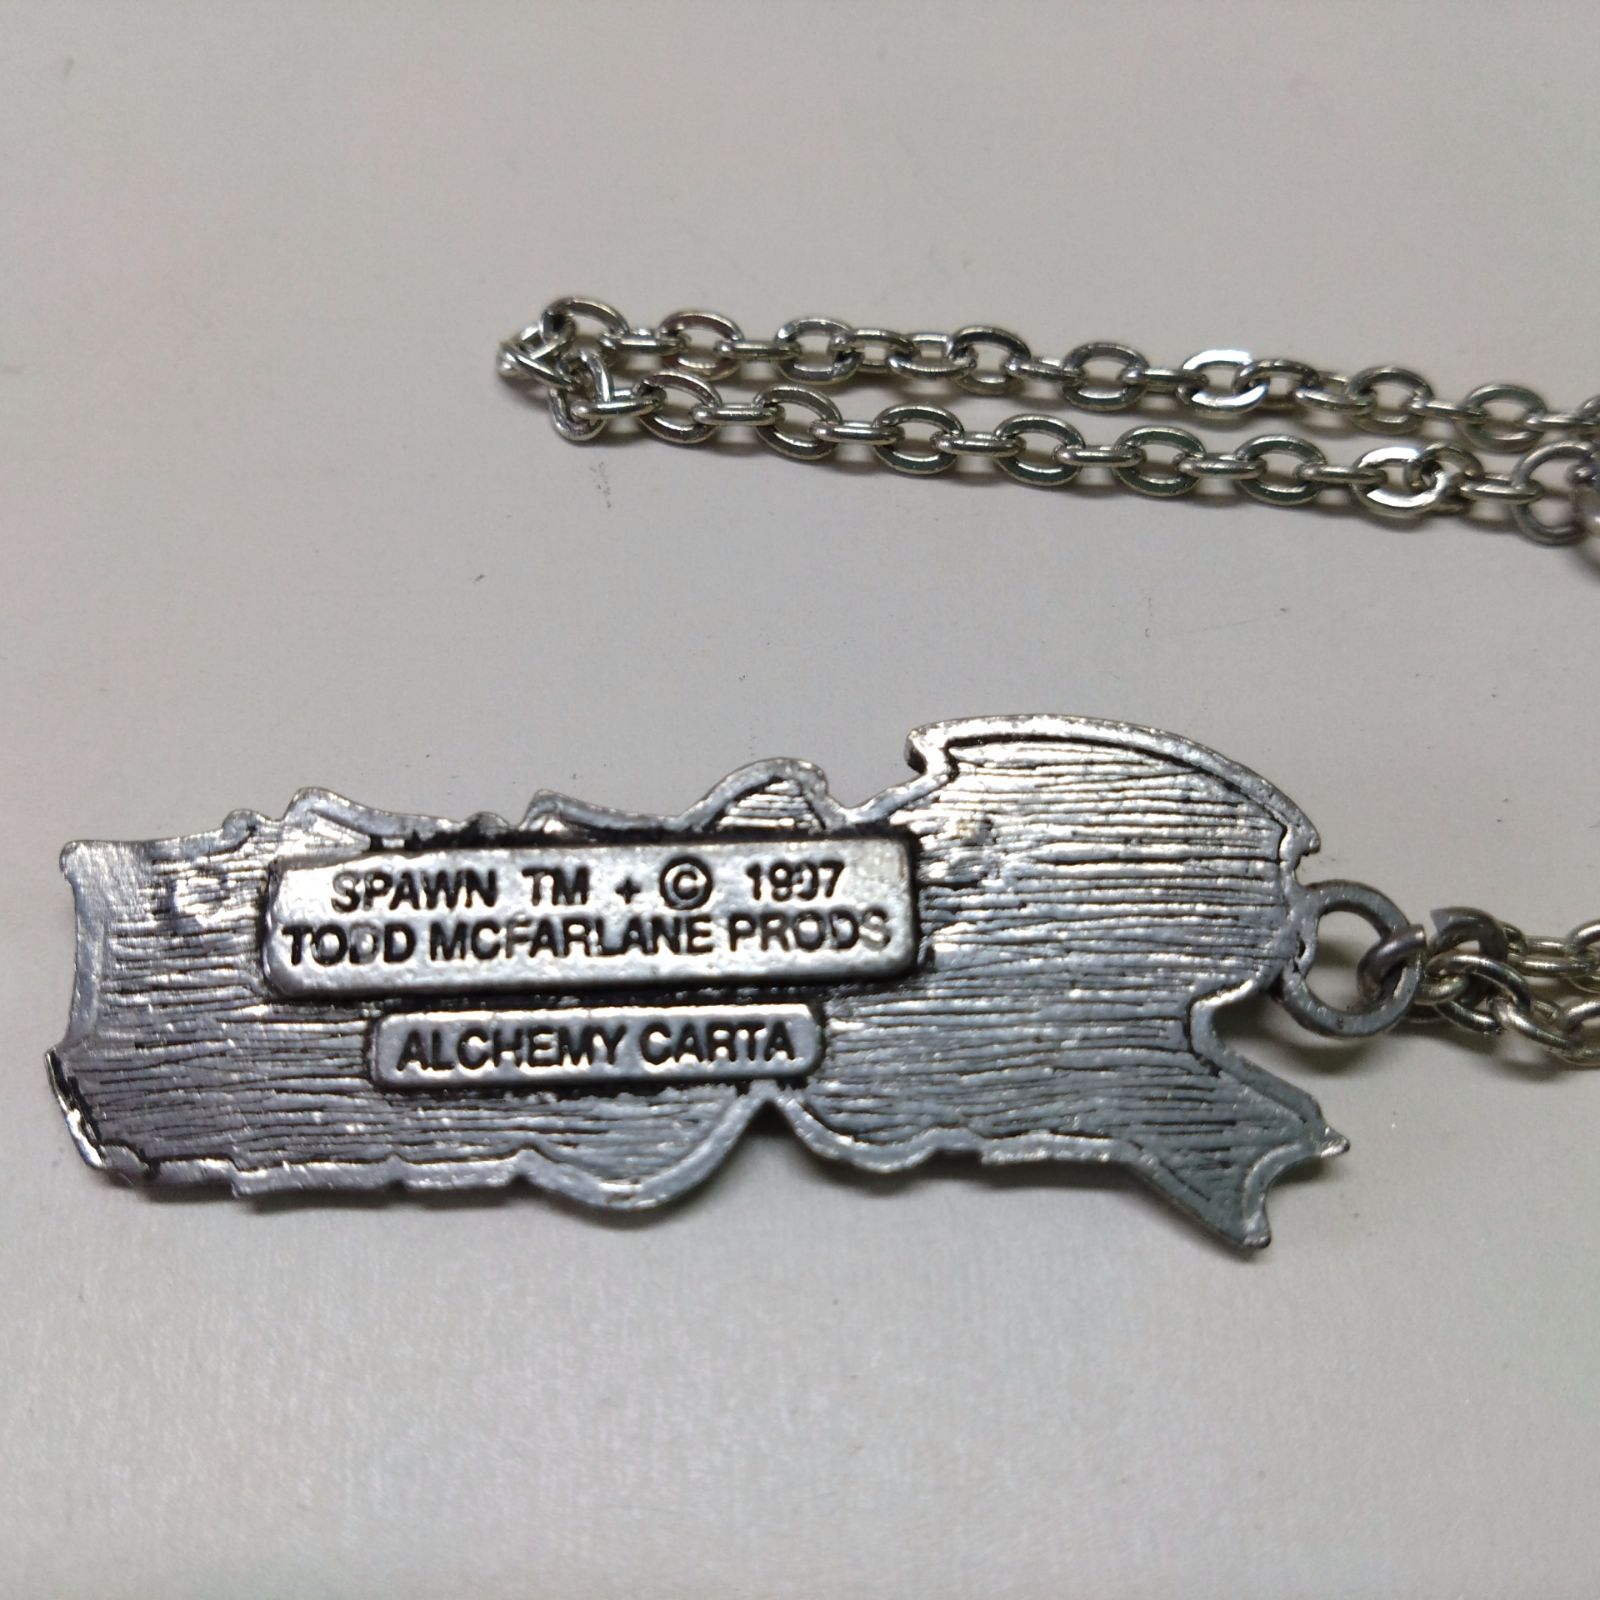 SPAWN TM + © 1997
TODD MCFARLANE PRODS
ALCHEMY CARTA